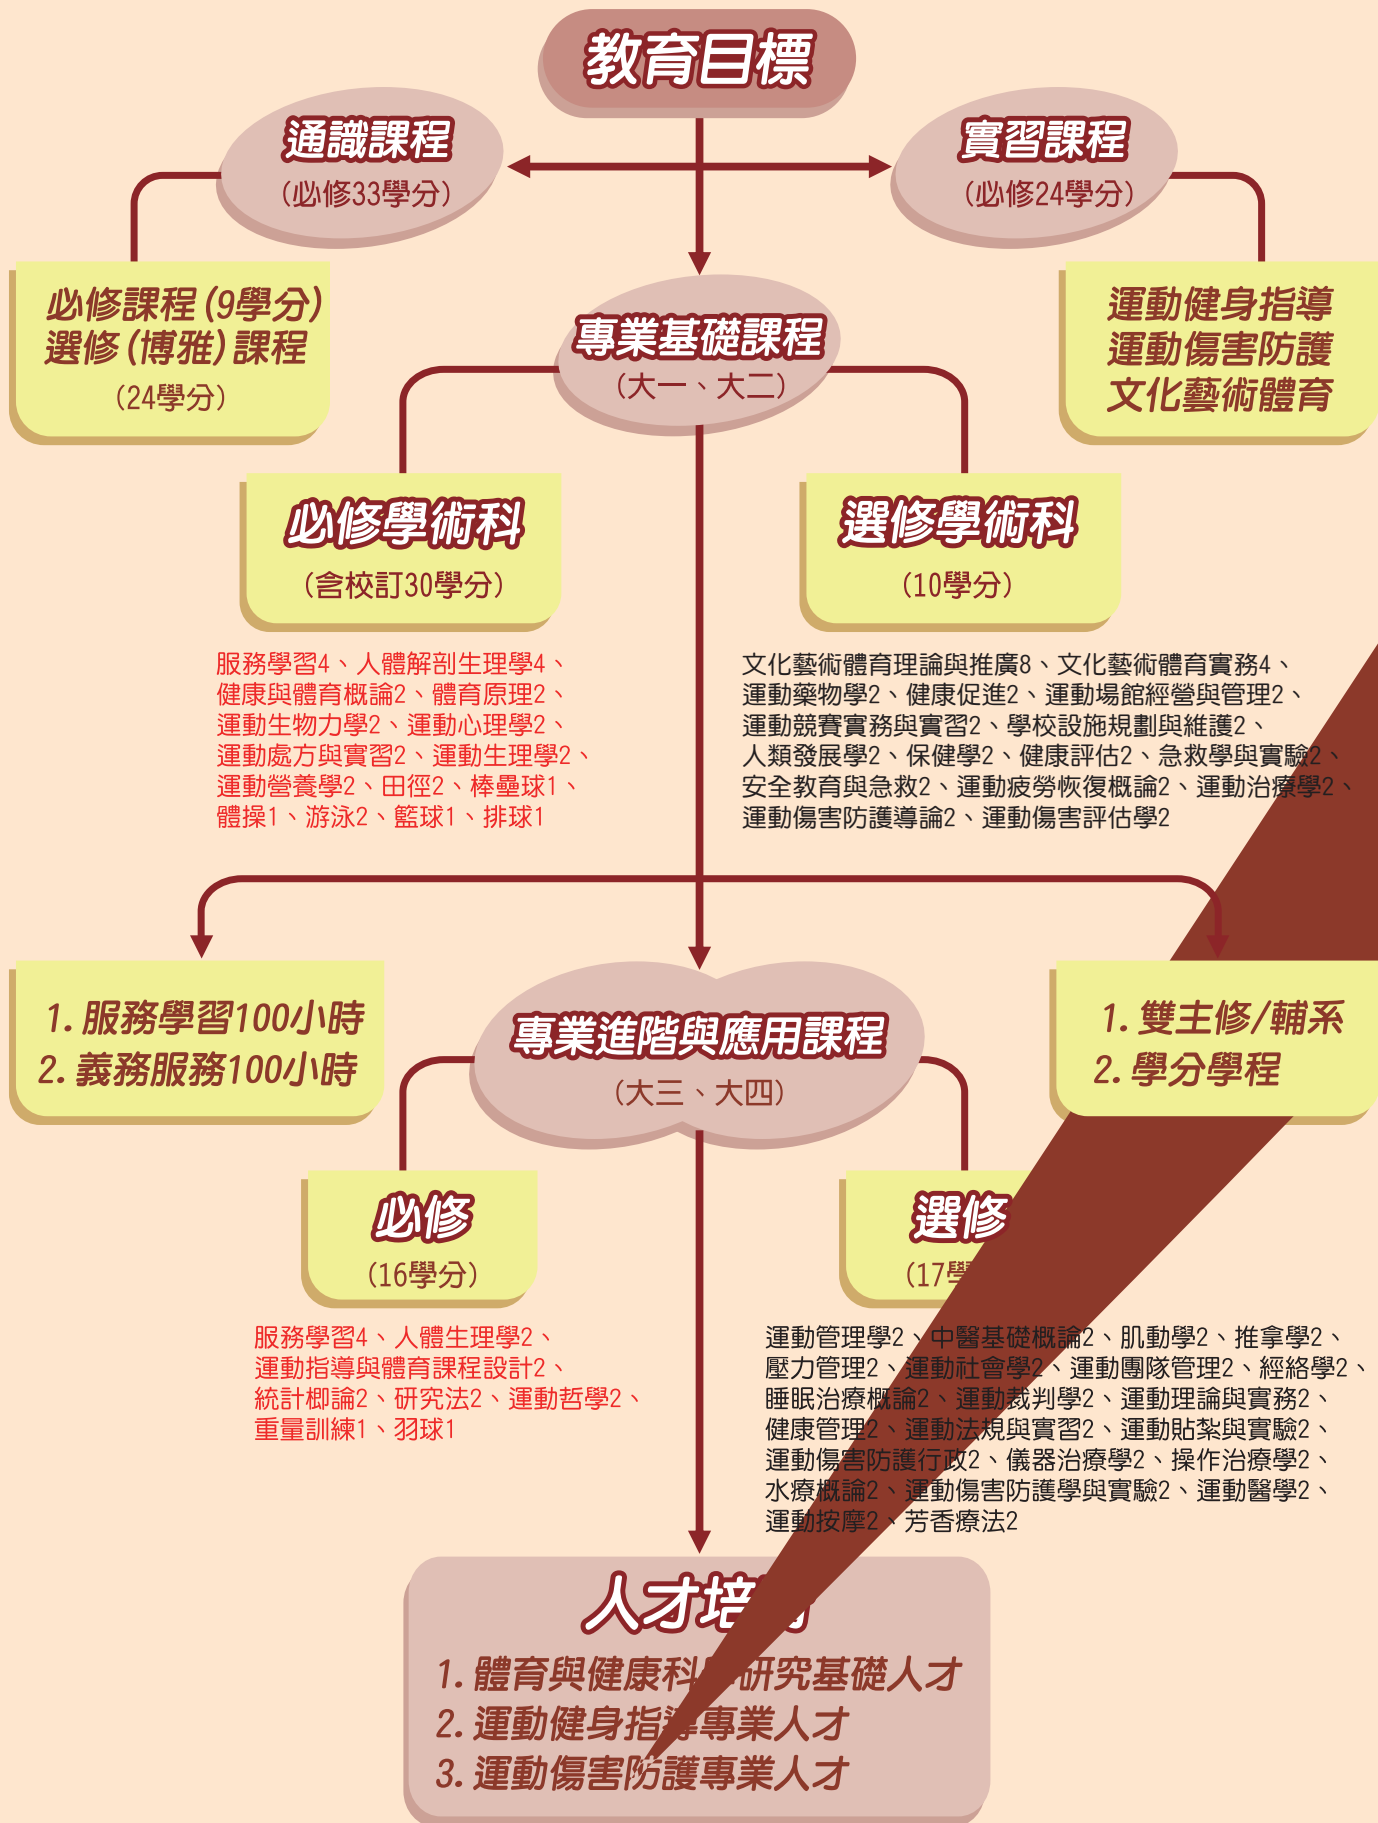 教育目標
通識課程
(必修33學分)
實習課程
(必修24學分)
必修課程(9學分)
選修(博雅)課程
(24學分)
運動健身指導
運動傷害防護
文化藝術體育
專業基礎課程
(大一、大二)
必修學術科
(含校訂30學分)
選修學術科
(10學分)
服務學習4、人體解剖生理學4、
健康與體育概論2、體育原理2、
運動生物力學2、運動心理學2、
運動處方與實習2、運動生理學2、
運動營養學2、田徑2、棒壘球1、
體操1、游泳2、籃球1、排球1
文化藝術體育理論與推廣8、文化藝術體育實務4、
運動藥物學2、健康促進2、運動場館經營與管理2、
運動競賽實務與實習2、學校設施規劃與維護2、
人類發展學2、保健學2、健康評估2、急救學與實驗2、
安全教育與急救2、運動疲勞恢復概論2、運動治療學2、
運動傷害防護導論2、運動傷害評估學2
1. 服務學習100小時
2. 義務服務100小時
專業進階與應用課程
(大三、大四)
1. 雙主修/輔系
2. 學分學程
必修
(16學分)
選修
(17學
服務學習4、人體生理學2、
運動指導與體育課程設計2、
統計楖論2、研究法2、運動哲學2、
重量訓練1、羽球1
運動管理學2、中醫基礎概論2、肌動學2、推拿學2、
壓力管理2、運動社會學2、運動團隊管理2、經絡學2、
睡眠治療概論2、運動裁判學2、運動理論與實務2、
健康管理2、運動法規與實習2、運動貼紮與實驗2、
運動傷害防護行政2、儀器治療學2、操作治療學2、
水療概論2、運動傷害防護學與實驗2、運動醫學2、
運動按摩2、芳香療法2
人才培
1. 體育與健康科 研究基礎人才
2. 運動健身指導專業人才
3. 運動傷害防護專業人才